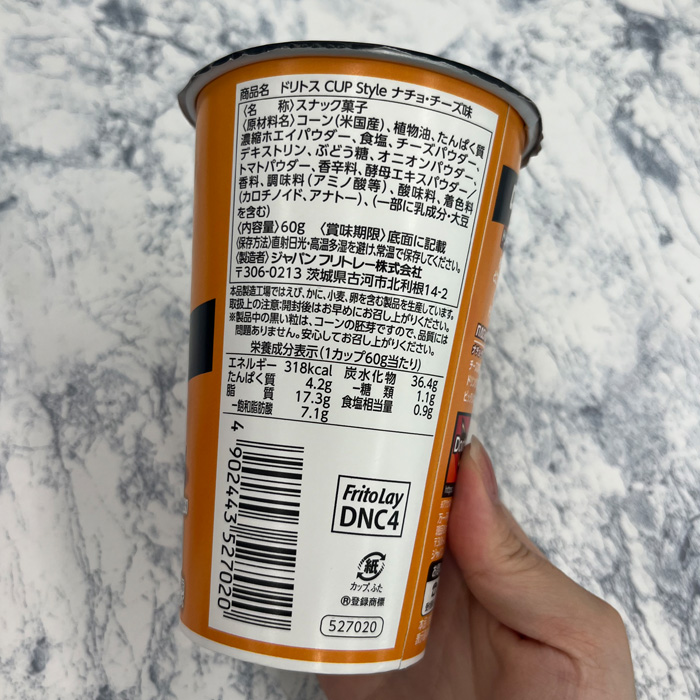 商品名 ドリトス CUP Style ナチョ・チーズ味
〈名 称〉スナック菓子
〈原材料名〉コーン(米国産)、植物油、たんぱく質
濃縮ホエイパウダー、食塩、チーズパウダー、
デキストリン、ぶどう糖、オニオンパウダー、
トマトパウダー、香辛料、酵母エキスパウダー/
香料、調味料(アミノ酸等)、酸味料、着色料
(カロチノイド、アナトー)、(一部に乳成分・大豆
を含む)
〈内容量〉60g 〈賞味期限〉底面に記載
〈保存方法〉直射日光・高温多湿を避け、常温で保存してください。
〈製造者〉ジャパン フリトレー株式会社
〒306-0213 茨城県古河市北利根14-2
本品製造工場ではえび、かに、小麦、卵を含む製品を生産しています。
取扱上の注意:開封後はお早めにお召し上がりください。
※製品中の黒い粒は、コーンの胚芽ですので、品質には
問題ありません。安心してお召し上がりください。
栄養成分表示(1カップ60g当たり)
エネルギー 318kcal 炭水化物 36.4g
たんぱく質 4.2g −糖類 1.1g
脂質 17.3g 食塩相当量 0.9g
−飽和脂肪酸 7.1g
4 902443 527020
FritoLay
DNC4
紙
カップ、ふた
®登録商標
527020